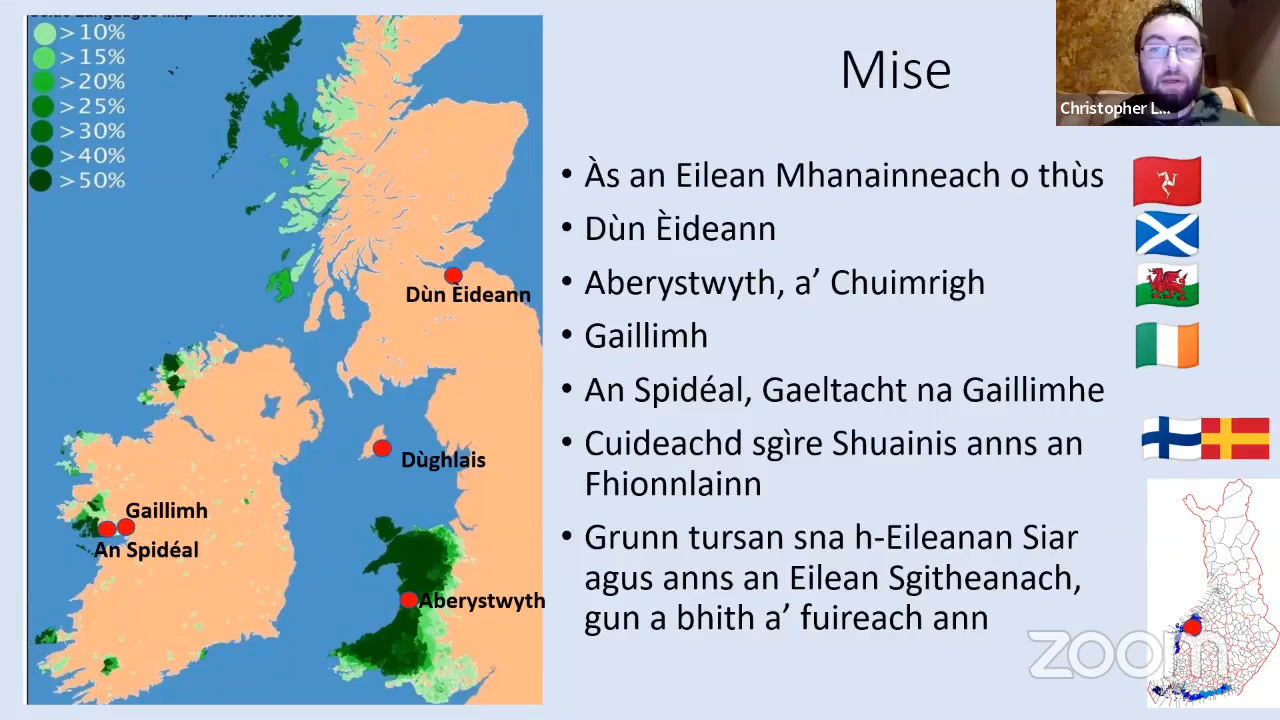 >10%
>15%
>20%
>25%
>30%
>40%
>50%
Dùn Èideann
Dùghlais
Gaillimh
An Spidéal
Aberystwyth
Mise
• Às an Eilean Mhanainneach o thùs
• Dùn Èideann
• Aberystwyth, a’ Chuimrigh
• Gaillimh
• An Spidéal, Gaeltacht na Gaillimhe
• Cuideachd sgìre Shuainis anns an
Fhionnlainn
• Grunn tursan sna h-Eileanan Siar
agus anns an Eilean Sgitheanach,
gun a bhith a’ fuireach ann
Christopher L...
zoom